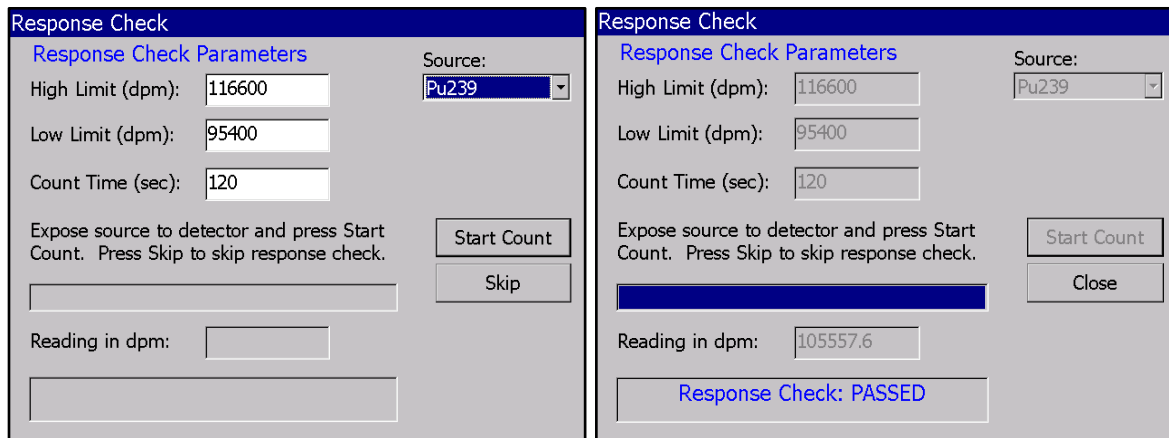 Response Check
Response Check Parameters
Source:
High Limit (dpm): 116600
Pu239
Low Limit (dpm): 95400
Count Time (sec): 120
Expose source to detector and press Start
Count. Press Skip to skip response check.
Start Count
Skip
Reading in dpm:
Response Check
Response Check Parameters
Source:
High Limit (dpm): 116600
Pu239
Low Limit (dpm): 95400
Count Time (sec): 120
Expose source to detector and press Start
Count. Press Skip to skip response check.
Start Count
Close
Reading in dpm: 105557.6
Response Check: PASSED